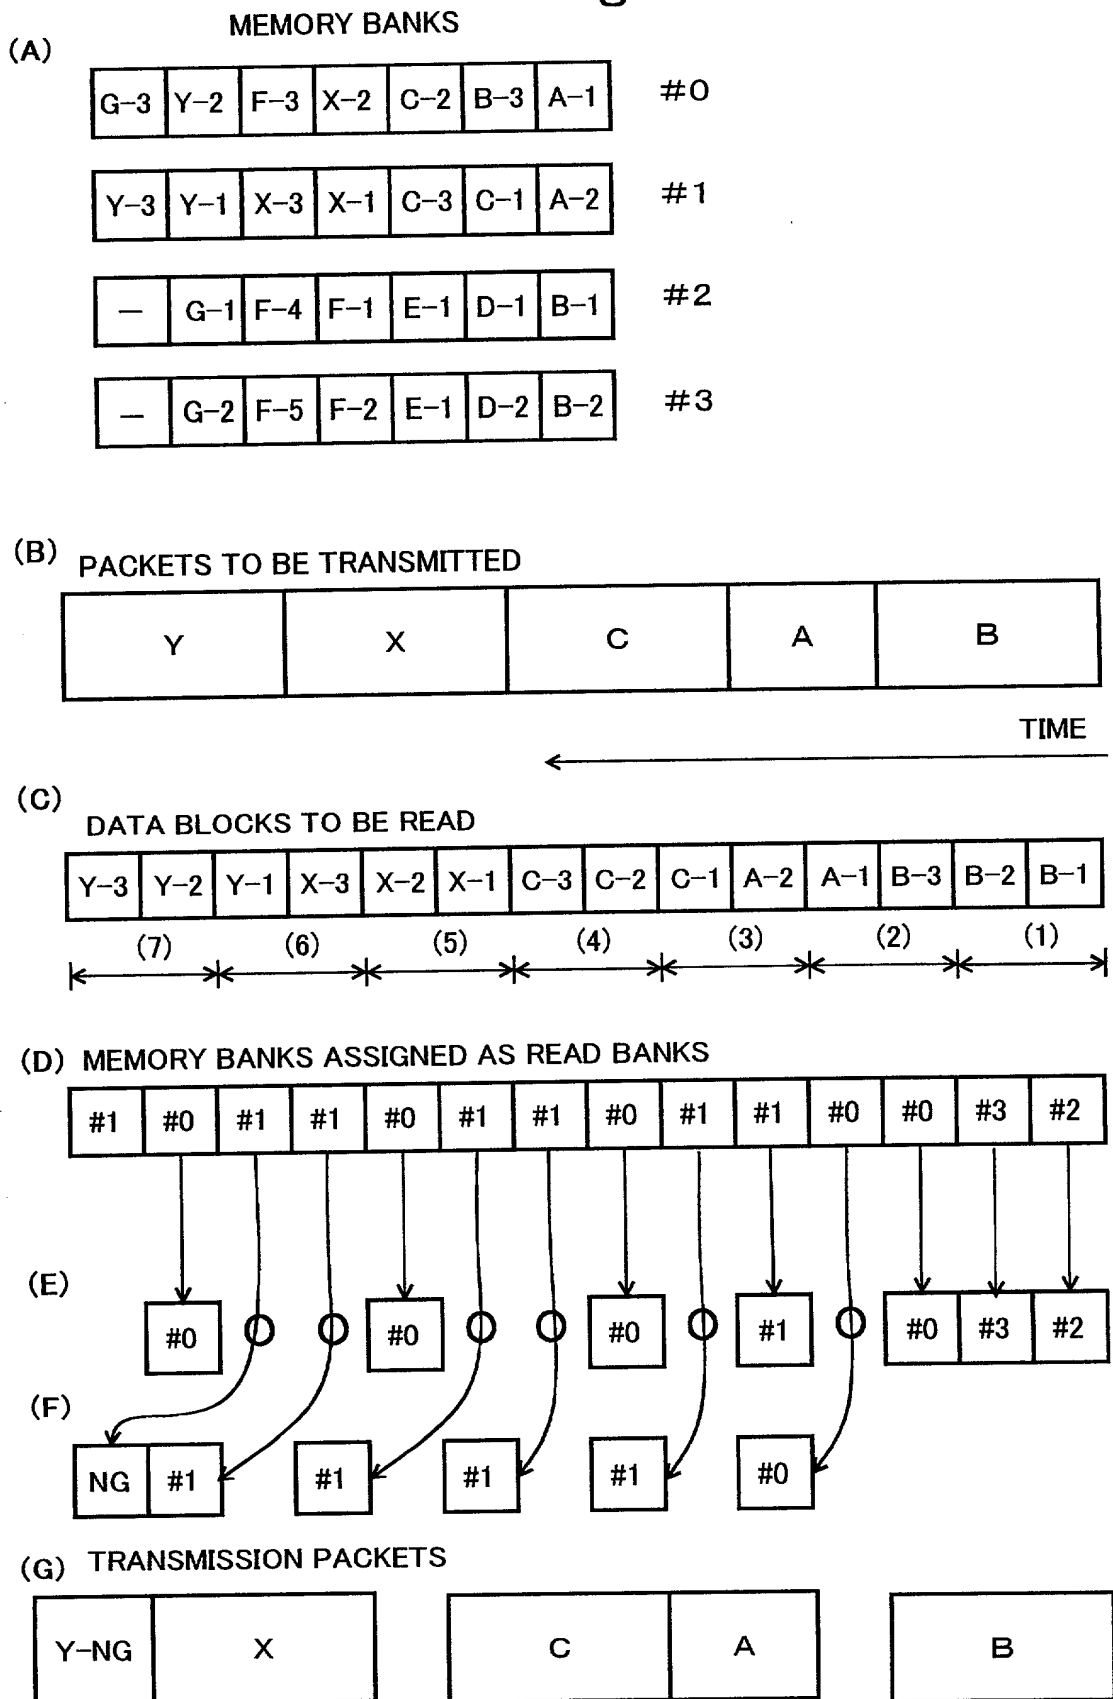 MEMORY BANKS
(A)
G-3 Y-2 F-3 X-2 C-2 B-3 A-1 #0
Y-3 Y-1 X-3 X-1 C-3 C-1 A-2 #1
— G-1 F-4 F-1 E-1 D-1 B-1 #2
— G-2 F-5 F-2 E-1 D-2 B-2 #3
(B) PACKETS TO BE TRANSMITTED
Y X C A B
TIME
(C)
DATA BLOCKS TO BE READ
Y-3 Y-2 Y-1 X-3 X-2 X-1 C-3 C-2 C-1 A-2 A-1 B-3 B-2 B-1
(7) (6) (5) (4) (3) (2) (1)
(D) MEMORY BANKS ASSIGNED AS READ BANKS
#1 #0 #1 #1 #0 #1 #1 #0 #1 #1 #0 #0 #3 #2
(E)
#0 #0 #0 #1 #0 #3 #2
(F)
NG #1 #1 #1 #1 #0
(G) TRANSMISSION PACKETS
Y-NG X C A B